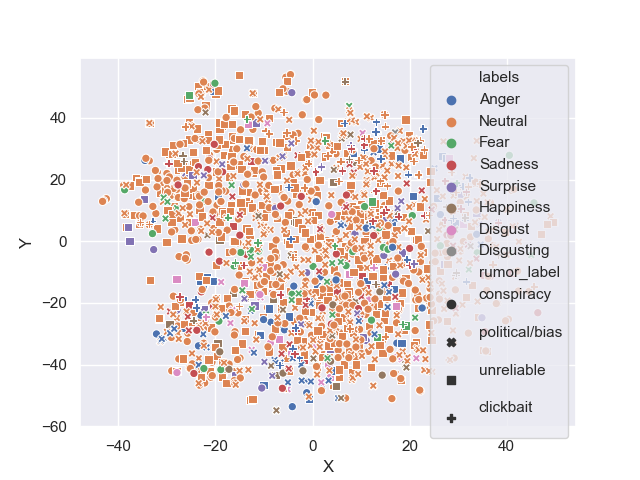 labels
Anger
Neutral
Fear
Sadness
Surprise
Happiness
Disgust
Disgusting
rumor_label
conspiracy
political/bias
unreliable
clickbait
40
20
0
−20
−40
−60
Y
−40
−20
0
20
40
X